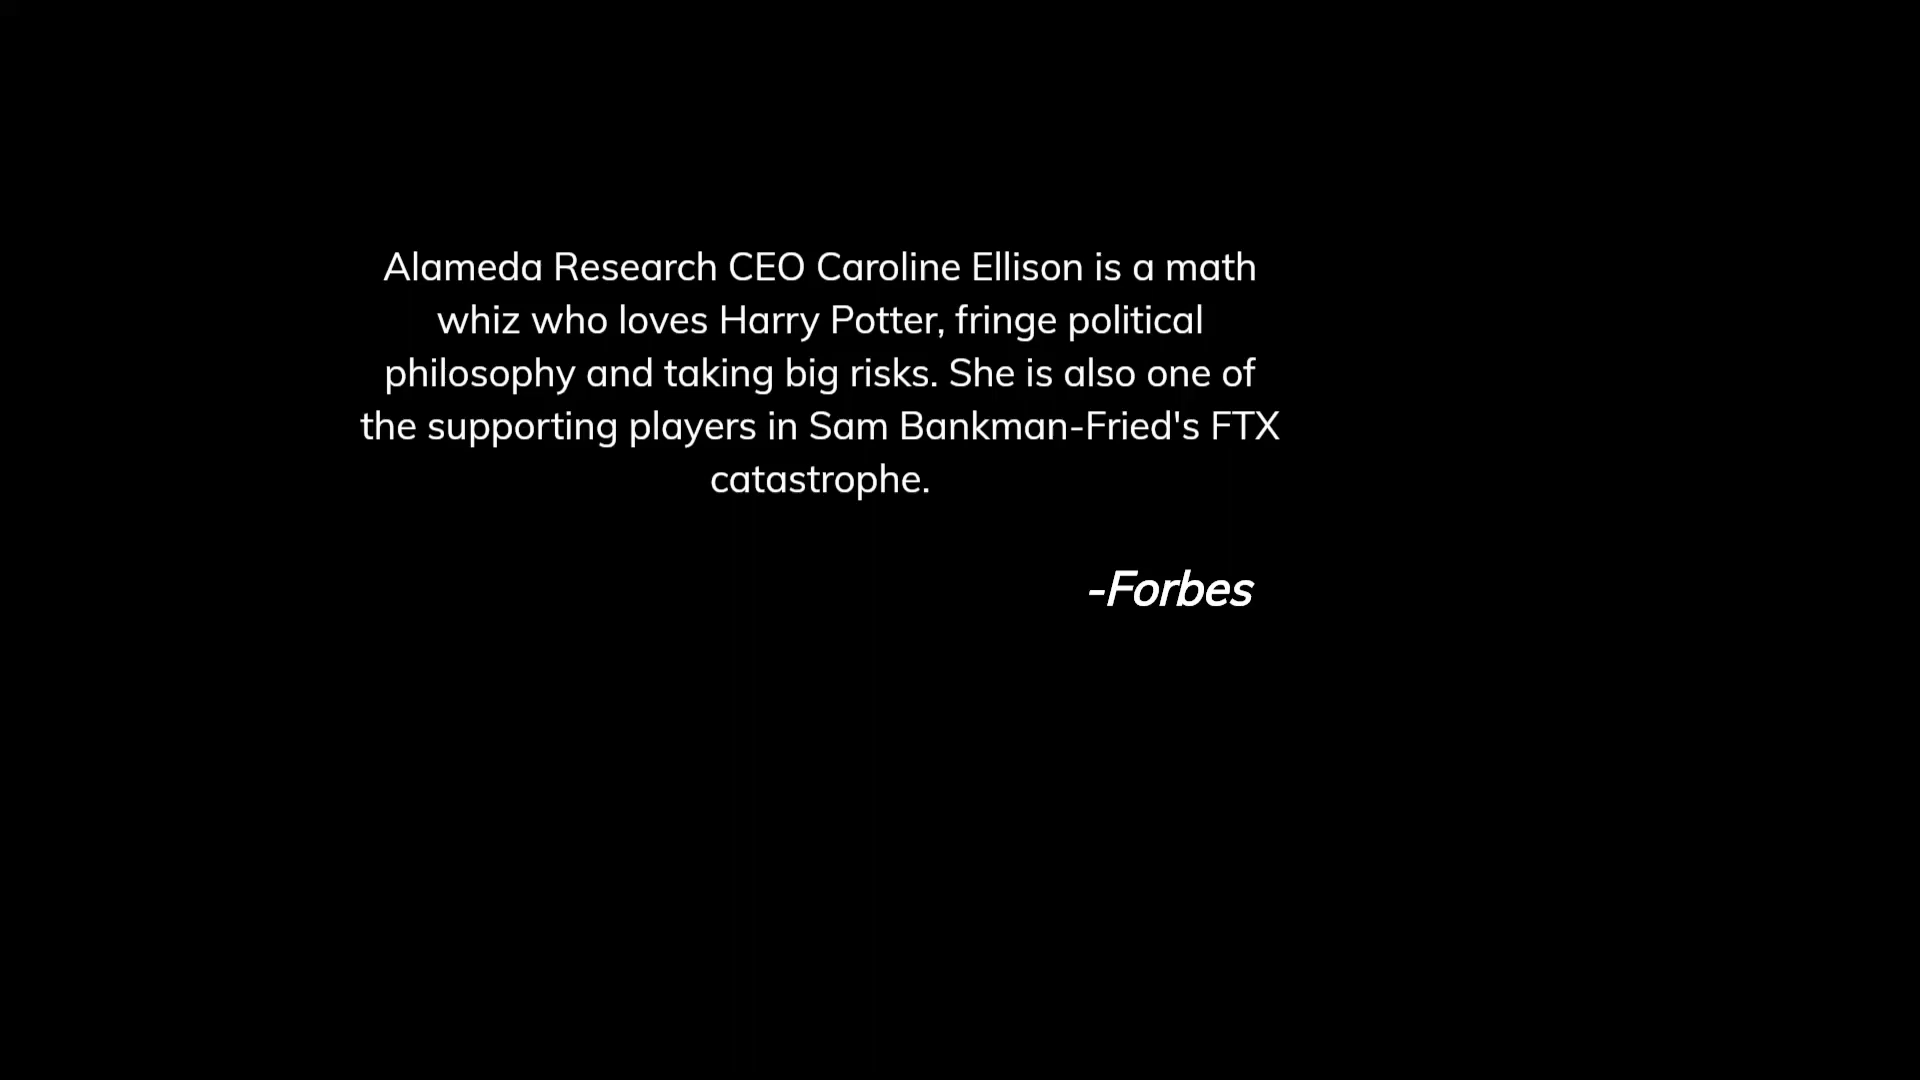 Alameda Research CEO Caroline Ellison is a math
whiz who loves Harry Potter, fringe political
philosophy and taking big risks. She is also one of
the supporting players in Sam Bankman-Fried's FTX
catastrophe.
-Forbes